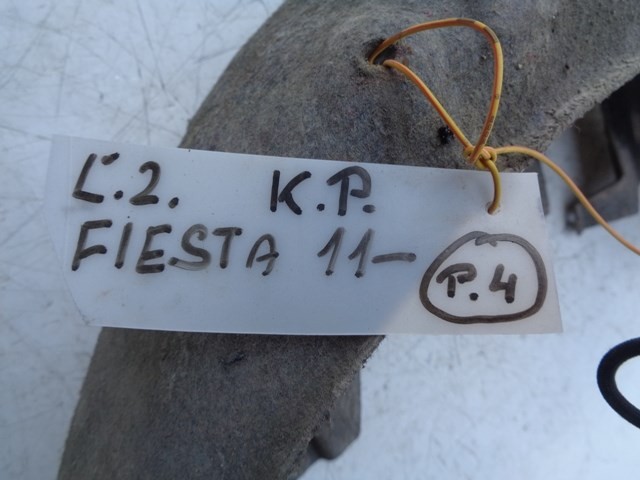 Γ.2. K.P.
FIESTA 11-
P.4